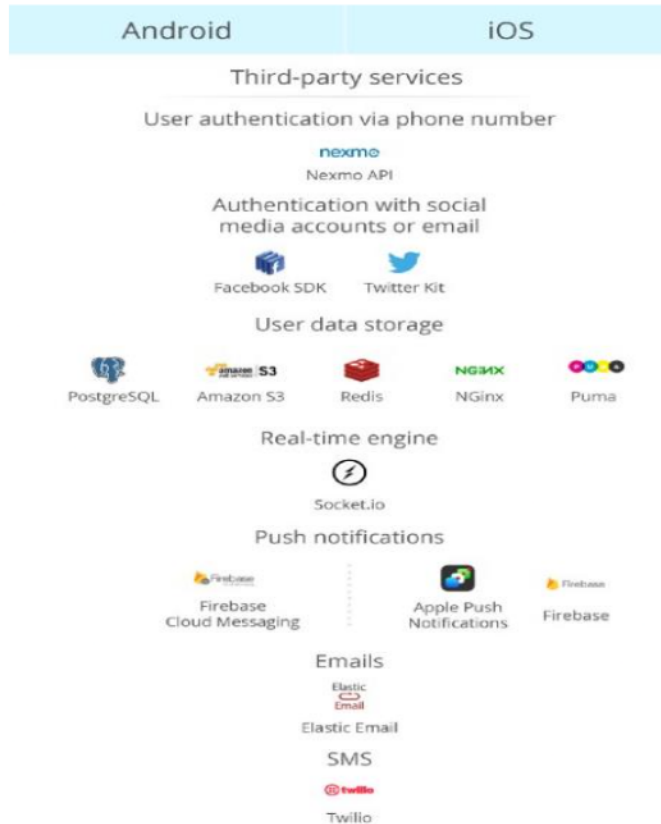 Android iOS
Third-party services
User authentication via phone number
nexmo
Nexmo API
Authentication with social
media accounts or email
Facebook SDK Twitter Kit
User data storage
amazon S3 NGINX PUMA
PostgreSQL Amazon S3 Redis NGinx Puma
Real-time engine
Socket.io
Push notifications
Firebase Firebase
Firebase
Cloud Messaging
Apple Push
Notifications
Firebase
Emails
Elastic
Email
Elastic Email
SMS
twilio
Twilio